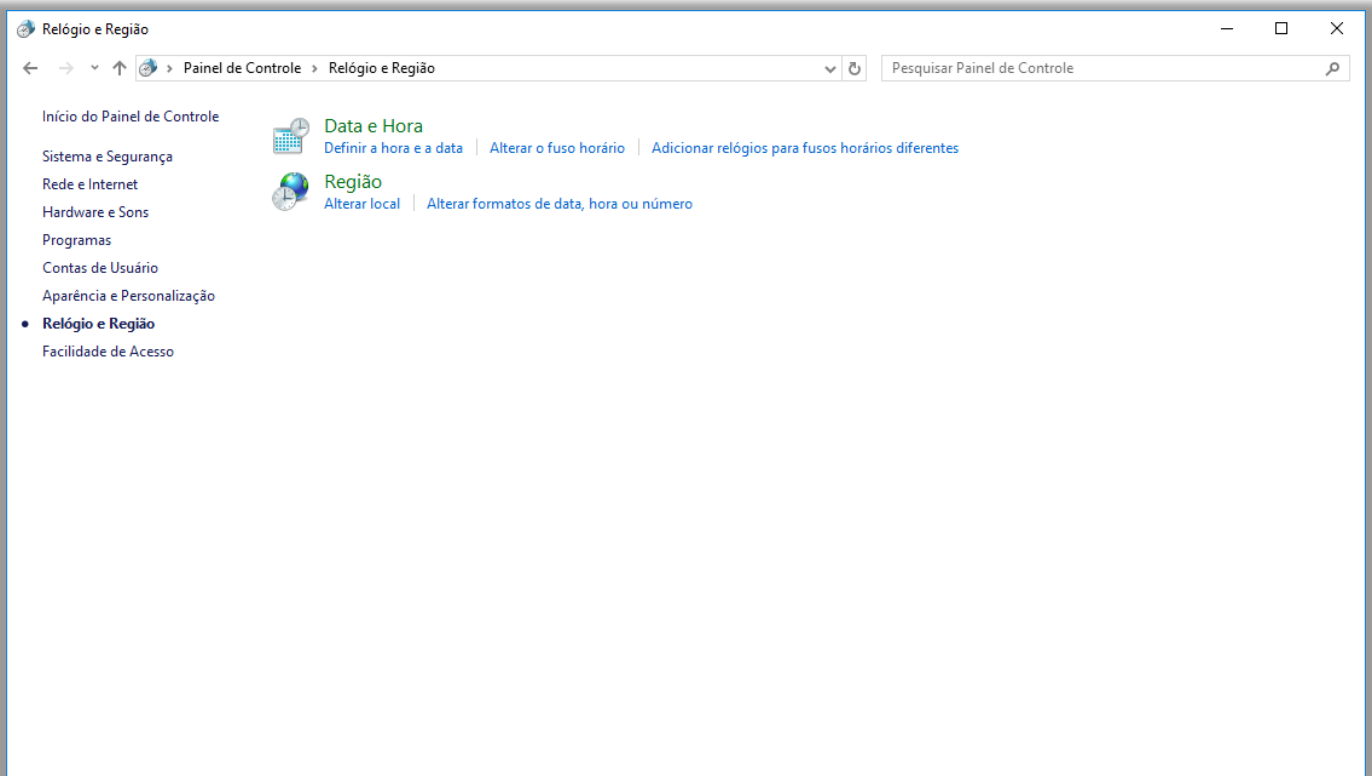 Relógio e Região
Painel de Controle > Relógio e Região
Pesquisar Painel de Controle
Início do Painel de Controle
Sistema e Segurança
Rede e Internet
Hardware e Sons
Programas
Contas de Usuário
Aparência e Personalização
Relógio e Região
Facilidade de Acesso
Data e Hora
Definir a hora e a data | Alterar o fuso horário | Adicionar relógios para fusos horários diferentes
Região
Alterar local | Alterar formatos de data, hora ou número